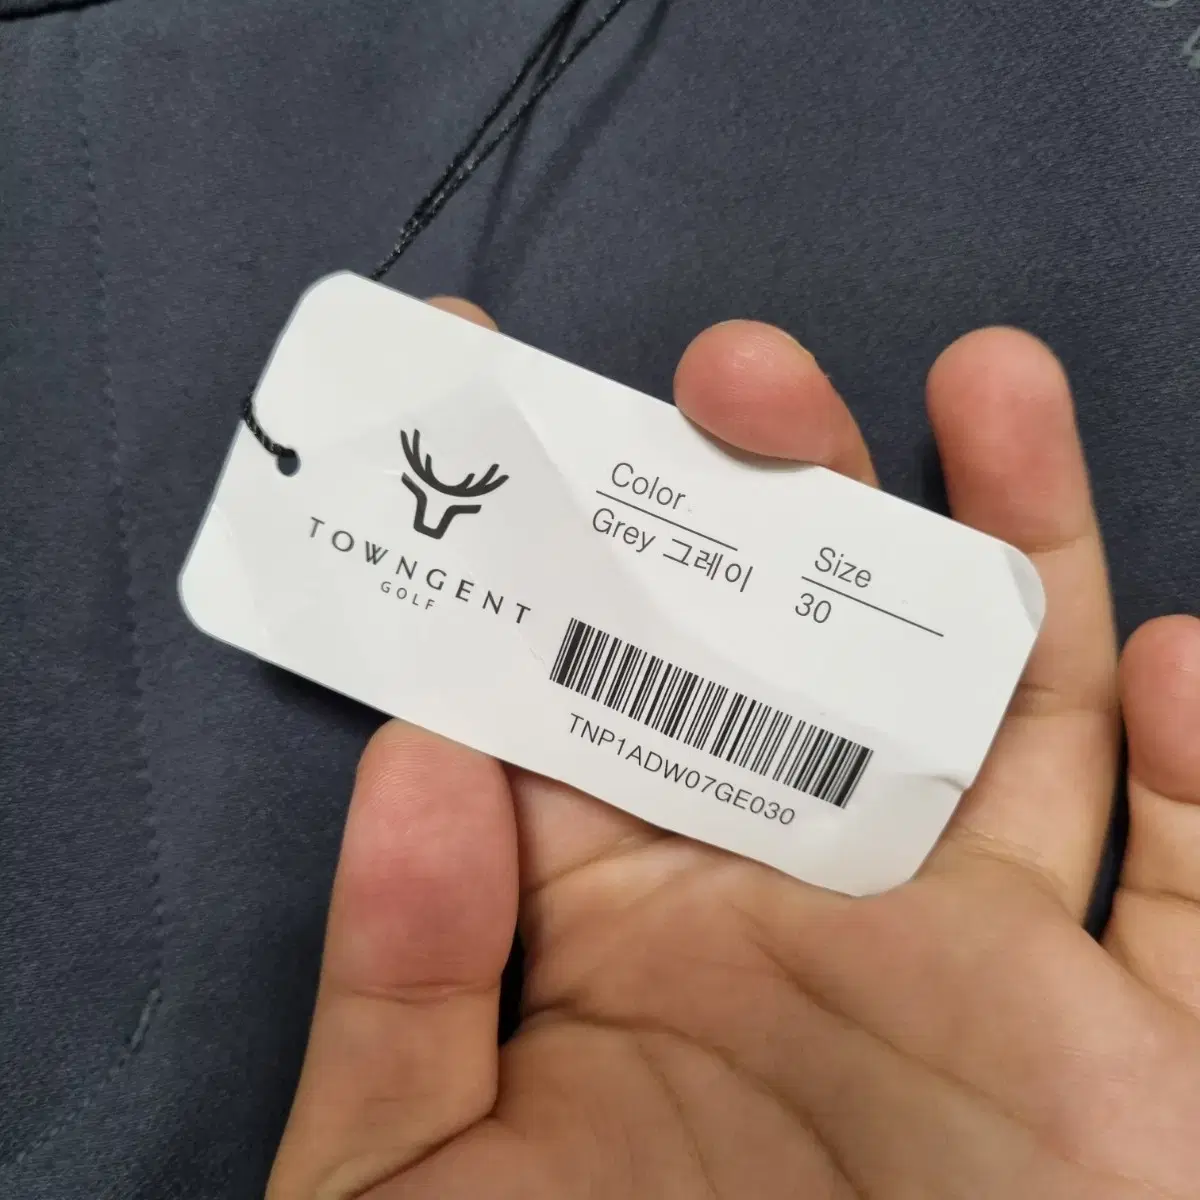 TOWNGENT
GOLF
Color
Grey 그레이
Size
30
TNP1ADW07GE030